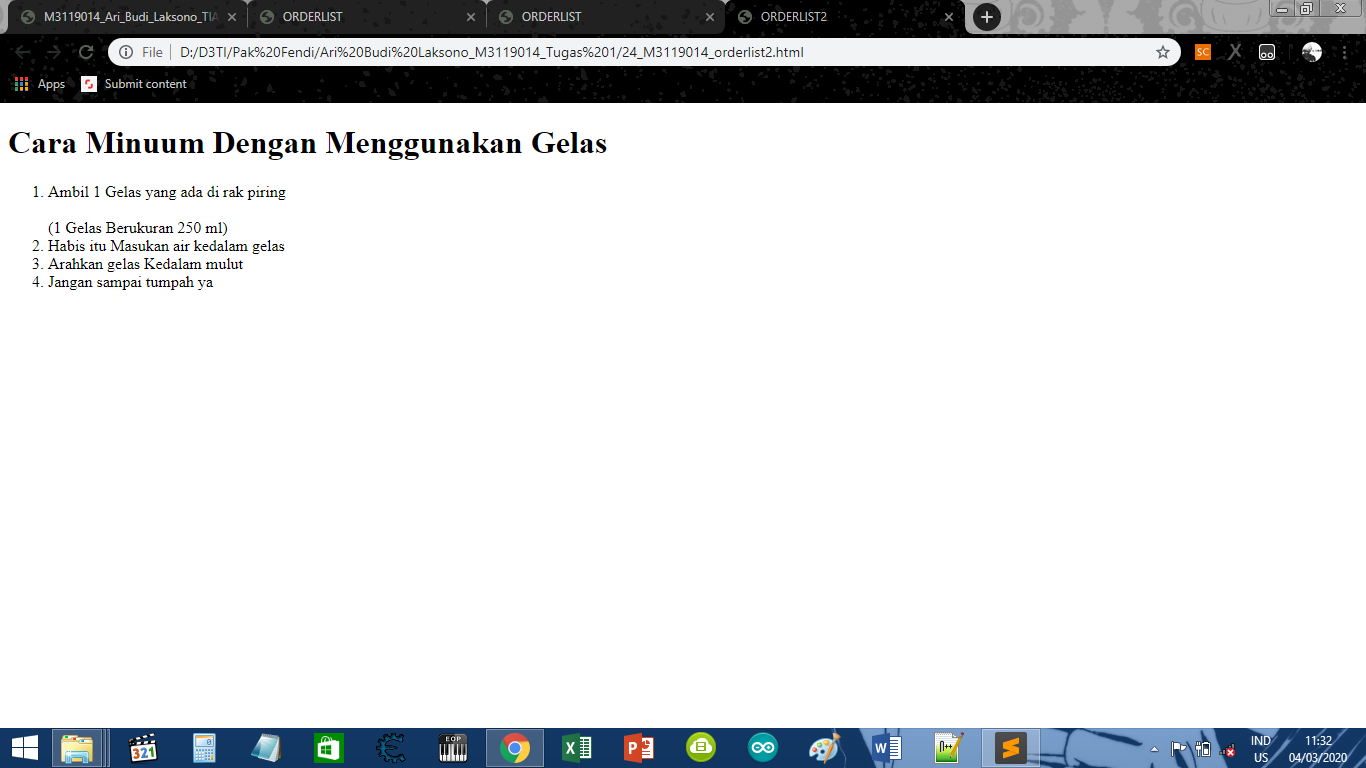 M3119014_Ari_Budi_Laksono_TIA
ORDERLIST
ORDERLIST
ORDERLIST2
File
D:/D3TI/Pak%20Fendi/Ari%20Budi%20Laksono_M3119014_Tugas%201/24_M3119014_orderlist2.html
SC
Apps
Submit content
Cara Minuum Dengan Menggunakan Gelas
1. Ambil 1 Gelas yang ada di rak piring
(1 Gelas Berukuran 250 ml)
2. Habis itu Masukan air kedalam gelas
3. Arahkan gelas Kedalam mulut
4. Jangan sampai tumpah ya
321
EOP
IND
US
11:32
04/03/2020